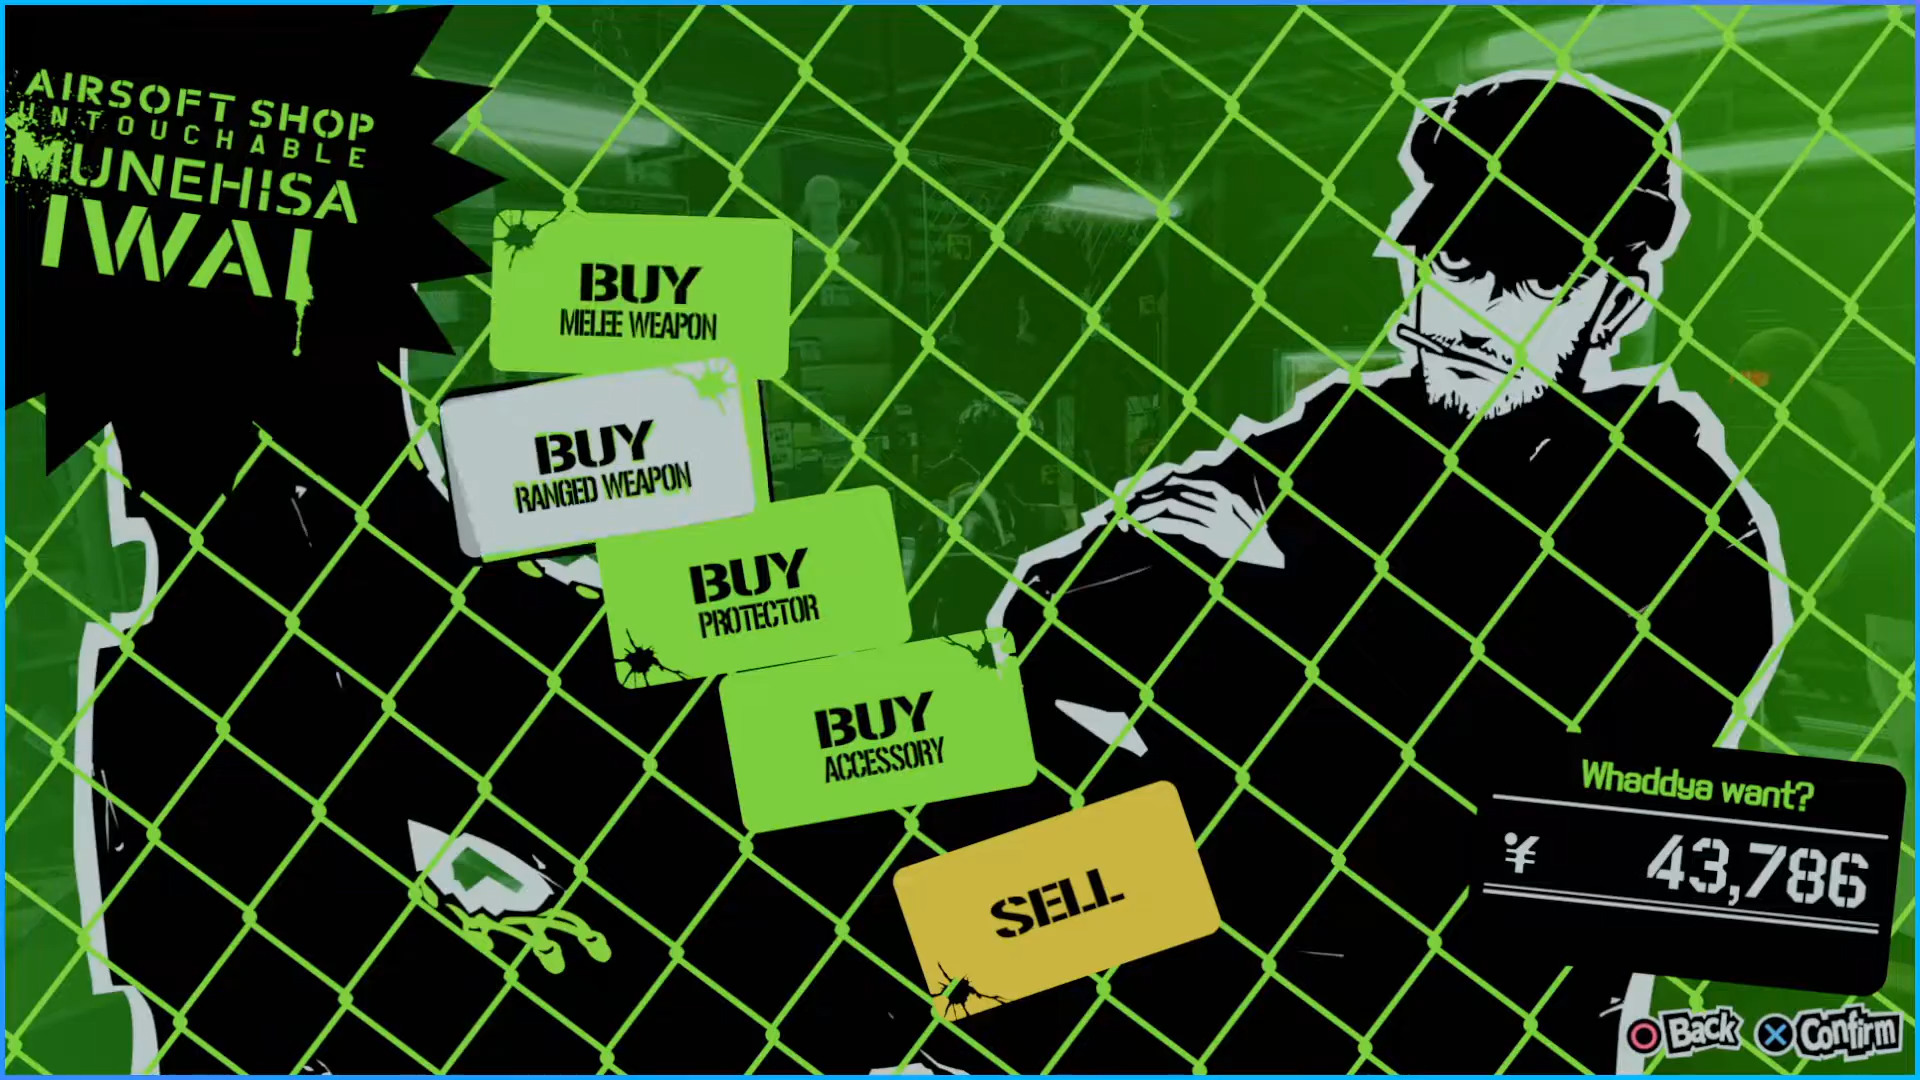 AIRSOFT SHOP
UNTOUCHABLE
MUNEHISA
IWAI
BUY
MELEE WEAPON
BUY
RANGED WEAPON
BUY
PROTECTOR
BUY
ACCESSORY
SELL
Whaddya want?
¥ 43,786
Back
Confirm